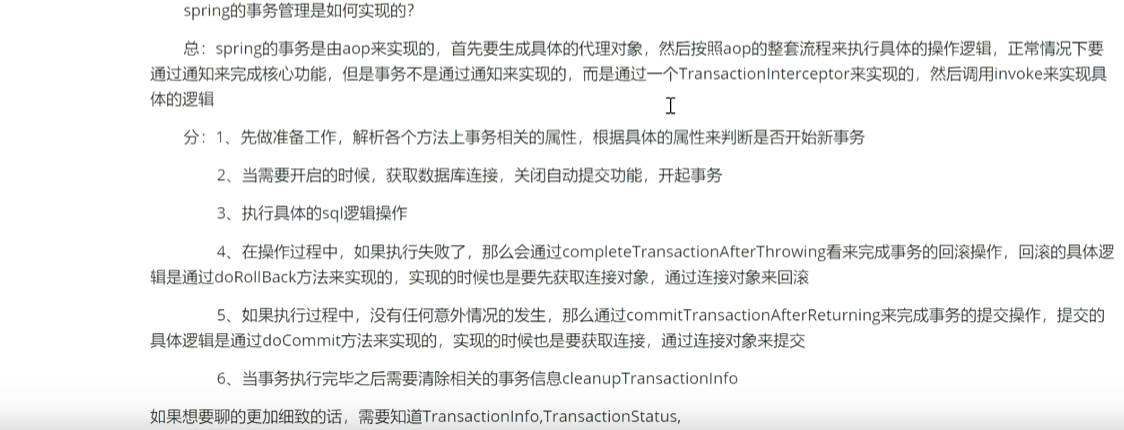 spring的事务管理是如何实现的?
总：spring的事务是由aop来实现的，首先要生成具体的代理对象，然后按照aop的整套流程来执行具体的操作逻辑，正常情况下要
通过通知来完成核心功能，但是事务不是通过通知来实现的，而是通过一个TransactionInterceptor来实现的，然后调用invoke来实现具
体的逻辑
分：1、先做准备工作，解析各个方法上事务相关的属性，根据具体的属性来判断是否开始新事务
2、当需要开启的时候，获取数据库连接，关闭自动提交功能，开起事务
3、执行具体的sql逻辑操作
4、在操作过程中，如果执行失败了，那么会通过completeTransactionAfterThrowing看来完成事务的回滚操作，回滚的具体逻
辑是通过doRollBack方法来实现的，实现的时候也是要先获取连接对象，通过连接对象来回滚
5、如果执行过程中，没有任何意外情况的发生，那么通过commitTransactionAfterReturning来完成事务的提交操作，提交的
具体逻辑是通过doCommit方法来实现的，实现的时候也是要获取连接，通过连接对象来提交
6、当事务执行完毕之后需要清除相关的事务信息cleanupTransactionInfo
如果想要聊的更加细致的话，需要知道TransactionInfo,TransactionStatus,